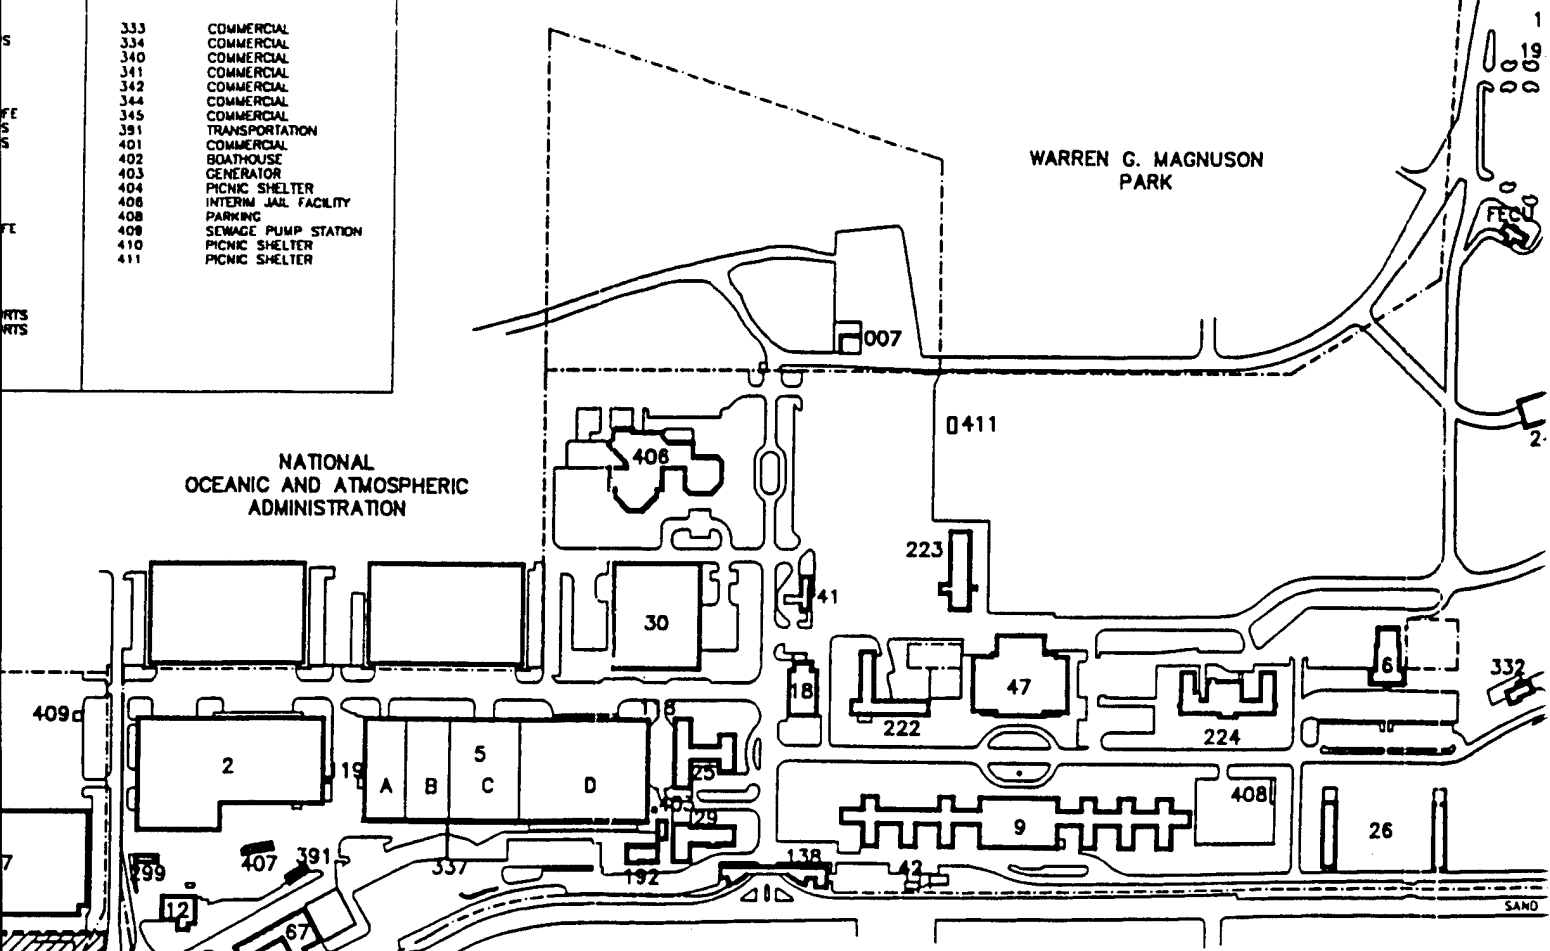 333 COMMERCIAL
334 COMMERCIAL
340 COMMERCIAL
341 COMMERCIAL
342 COMMERCIAL
344 COMMERCIAL
345 COMMERCIAL
391 TRANSPORTATION
401 COMMERCIAL
402 BOATHOUSE
403 GENERATOR
404 PICNIC SHELTER
406 INTERIM JAIL FACILITY
408 PARKING
409 SEWAGE PUMP STATION
410 PICNIC SHELTER
411 PICNIC SHELTER
WARREN G. MAGNUSON
PARK
NATIONAL
OCEANIC AND ATMOSPHERIC
ADMINISTRATION
007
411
406
223
41
30
18
47
6
332
409
222
224
2
5
19
A
B
C
D
25
403
29
408
9
26
7
299
407
391
337
192
138
42
12
67
SAND